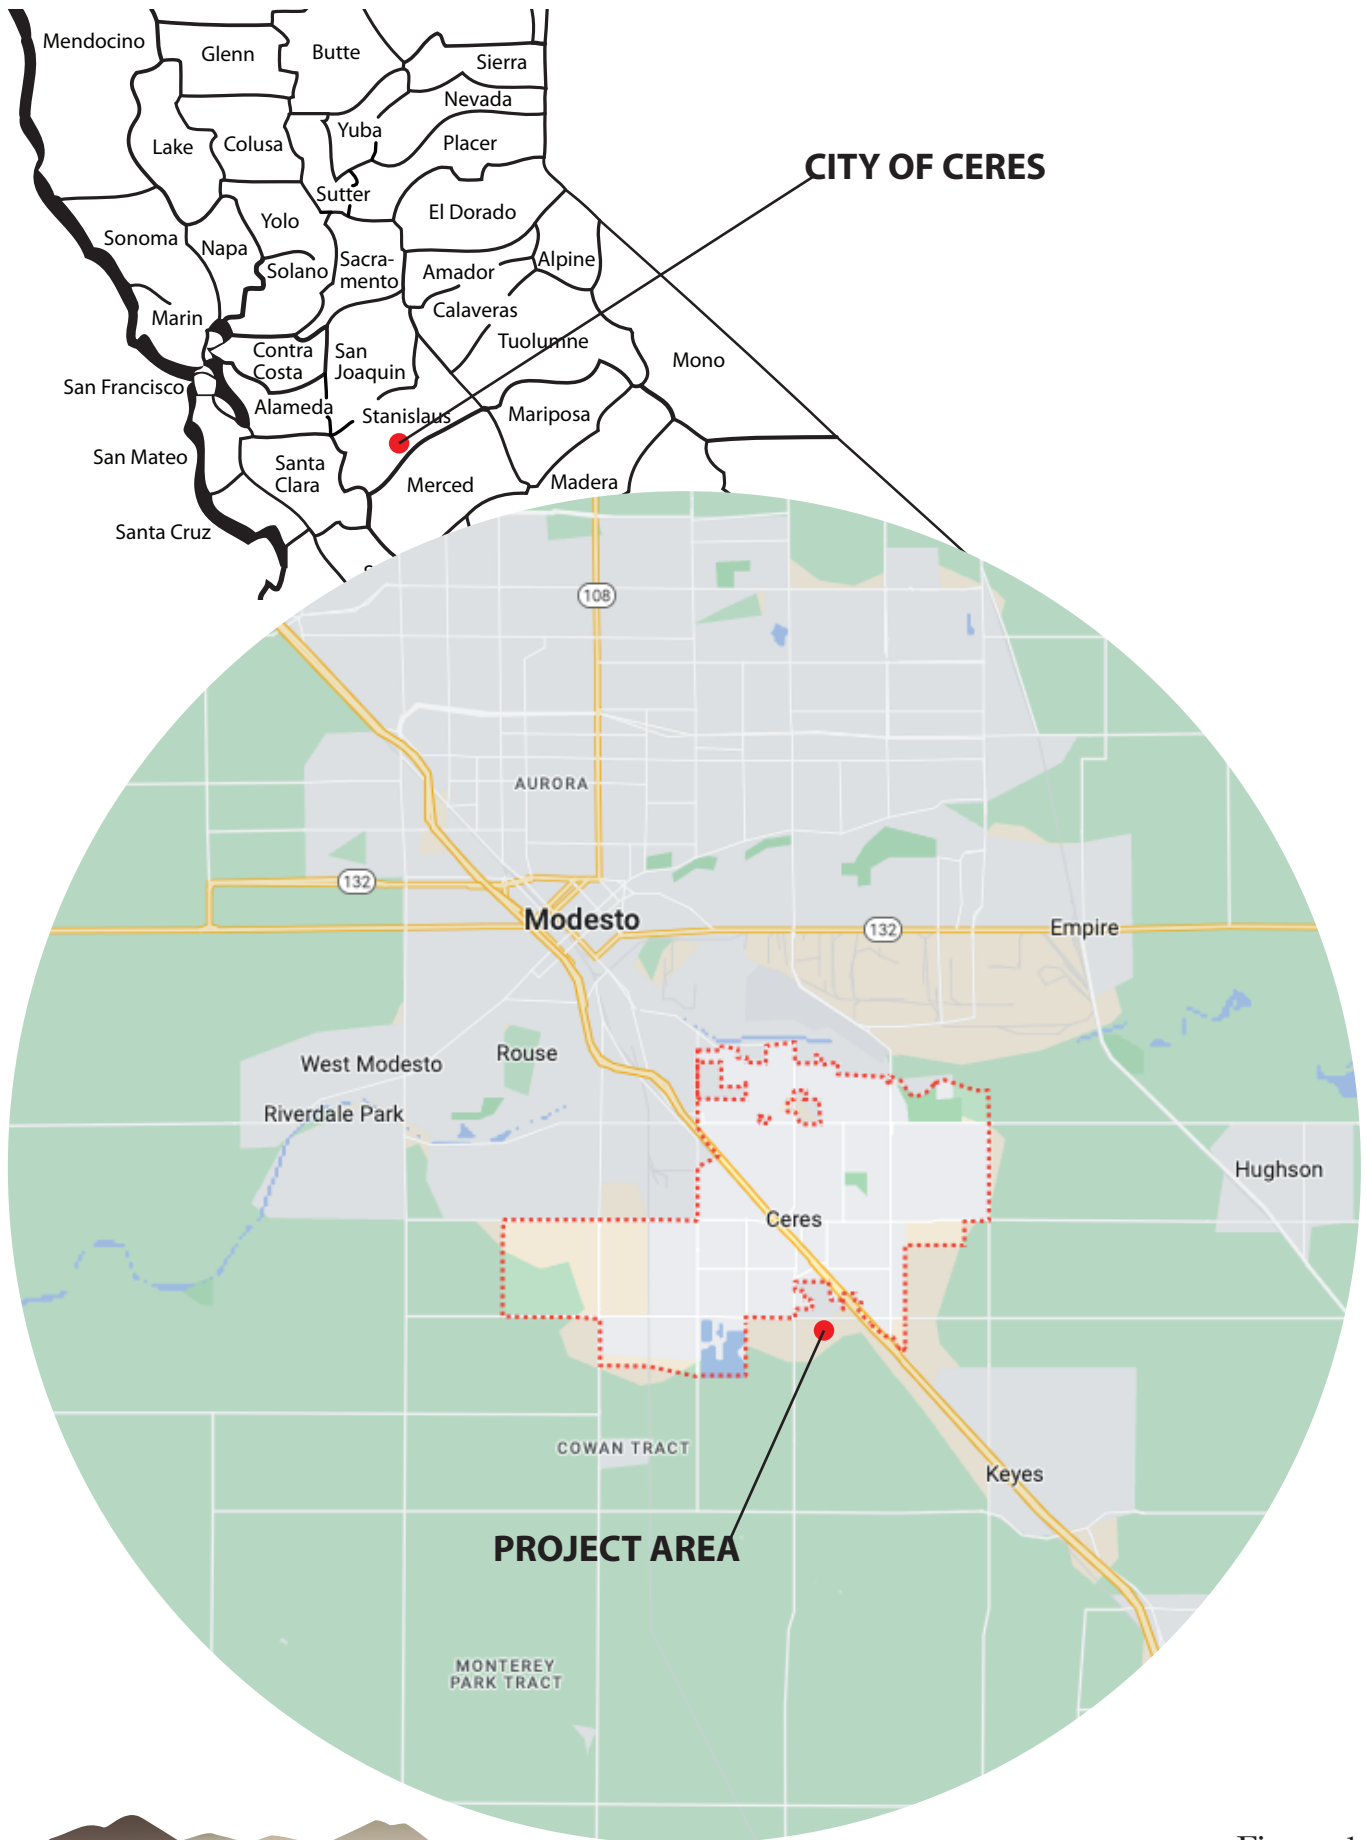 Mendocino
Glenn
Butte
Sierra
Nevada
Yuba
Placer
Lake
Colusa
Sutter
CITY OF CERES
El Dorado
Yolo
Sonoma
Napa
Sacra-
mento
Solano
Amador
Alpine
Marin
Calaveras
Tuolumne
Contra
Costa
San
Joaquin
Mono
San Francisco
Alameda
Stanislaus
Mariposa
San Mateo
Santa
Clara
Merced
Madera
Santa Cruz
108
AURORA
132
Modesto
132
Empire
West Modesto
Rouse
Riverdale Park
Hughson
Ceres
COWAN TRACT
Keyes
PROJECT AREA
MONTEREY
PARK TRACT